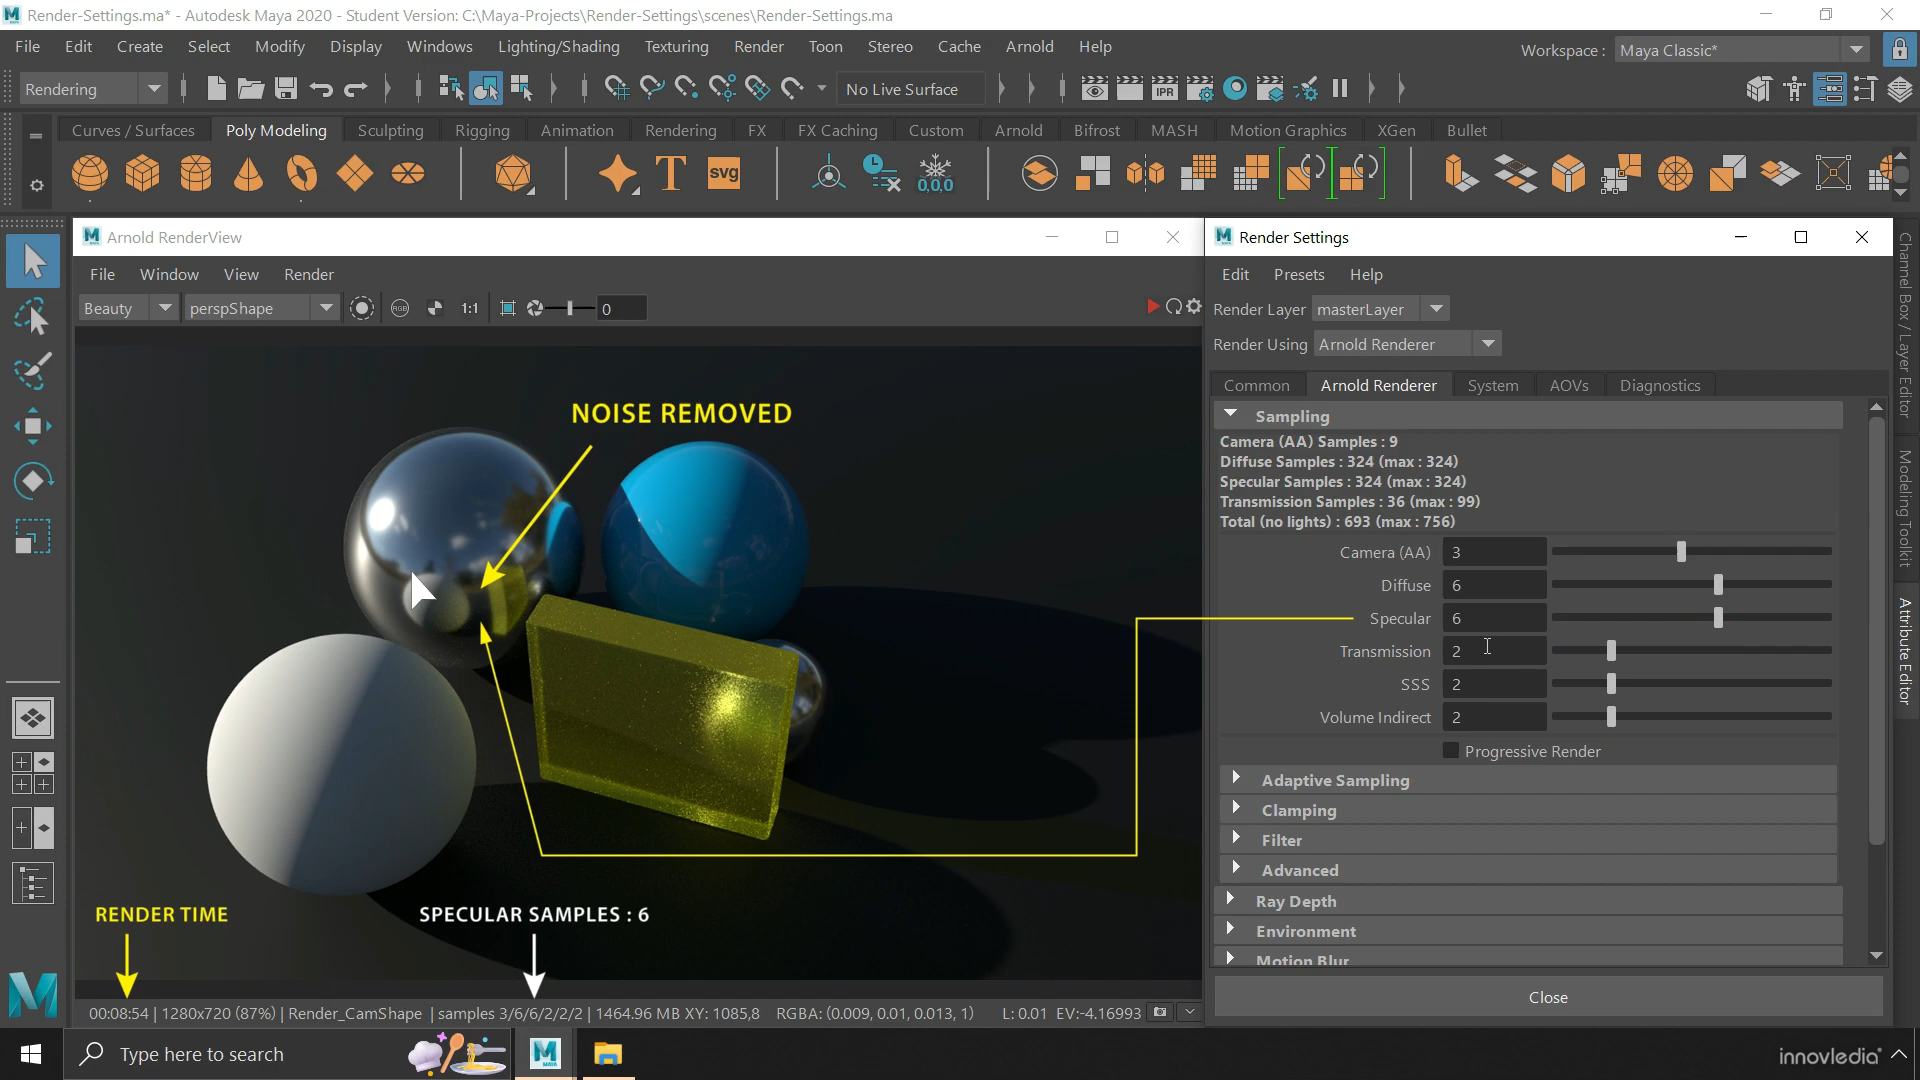 Render-Settings.ma* - Autodesk Maya 2020 - Student Version: C:\Maya-Projects\Render-Settings\scenes\Render-Settings.ma
File Edit Create Select Modify Display Windows Lighting/Shading Texturing Render Toon Stereo Cache Arnold Help
Workspace : Maya Classic*
Rendering
No Live Surface
IPR
Curves / Surfaces Poly Modeling Sculpting Rigging Animation Rendering FX FX Caching Custom Arnold Bifrost MASH Motion Graphics XGen Bullet
T
svg
0,0,0
Arnold RenderView
File Window View Render
Beauty
perspShape
RGB
1:1
0
NOISE REMOVED
RENDER TIME
SPECULAR SAMPLES : 6
00:08:54 | 1280x720 (87%) | Render_CamShape | samples 3/6/6/2/2/2 | 1464.96 MB XY: 1085,8 RGBA: (0.009, 0.01, 0.013, 1) L: 0.01 EV:-4.16993
Render Settings
Edit Presets Help
Render Layer masterLayer
Render Using Arnold Renderer
Common Arnold Renderer System AOVs Diagnostics
Sampling
Camera (AA) Samples : 9
Diffuse Samples : 324 (max : 324)
Specular Samples : 324 (max : 324)
Transmission Samples : 36 (max : 99)
Total (no lights) : 693 (max : 756)
Camera (AA) 3
Diffuse 6
Specular 6
Transmission 2
SSS 2
Volume Indirect 2
Progressive Render
Adaptive Sampling
Clamping
Filter
Advanced
Ray Depth
Environment
Motion Blur
Close
Channel Box / Layer Editor
Modeling Toolkit
Attribute Editor
Type here to search
MAYA
innovledia